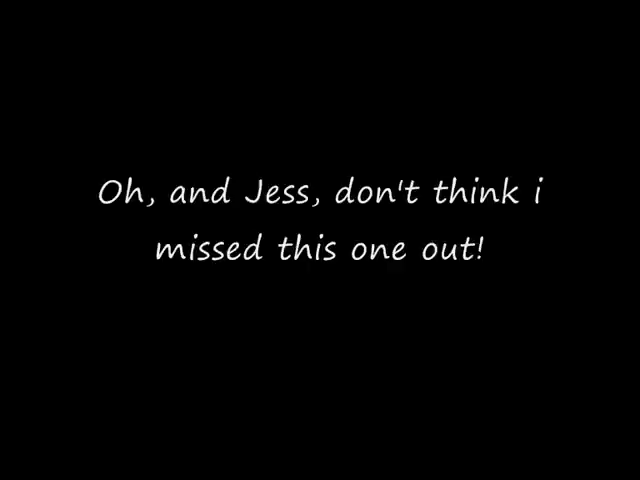 Oh, and Jess, don't think i
missed this one out!